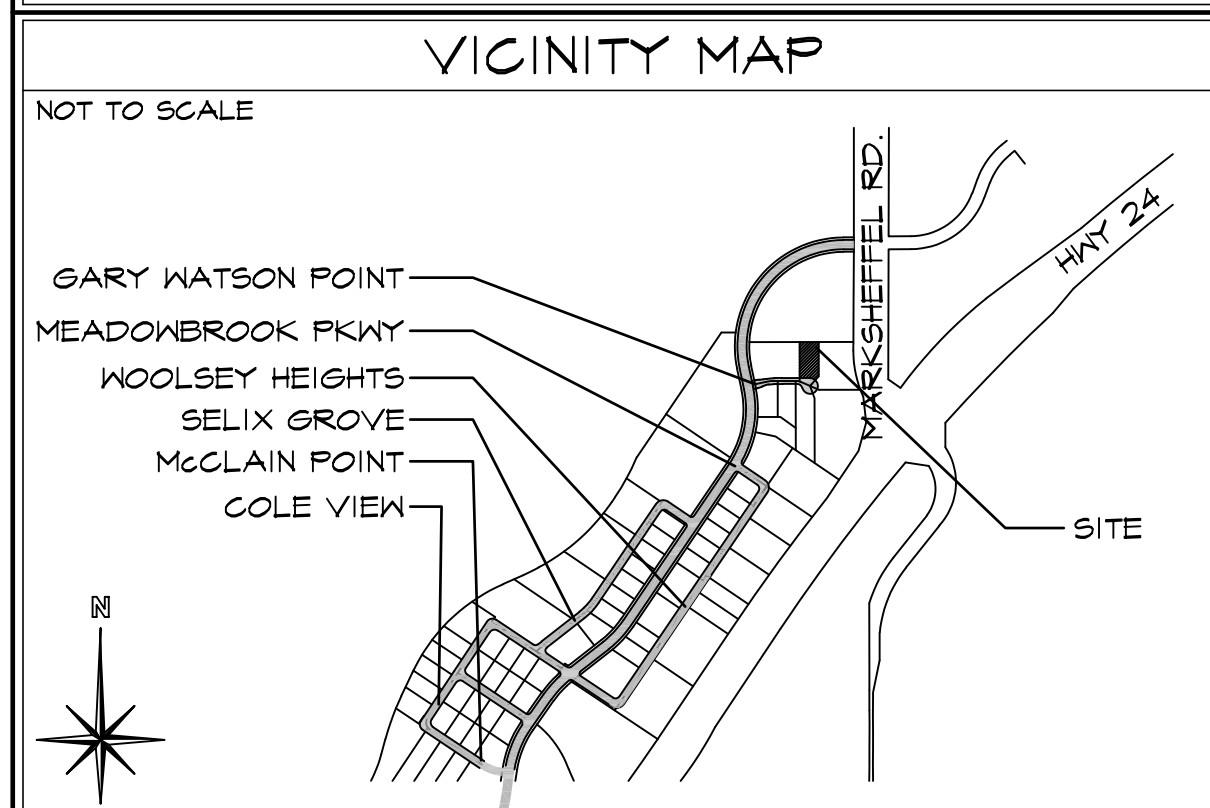 VICINITY MAP
NOT TO SCALE
MARKSHEFFEL RD.
HWY 24
GARY WATSON POINT
MEADOWBROOK PKWY
WOOLSEY HEIGHTS
SELIX GROVE
McCLAIN POINT
COLE VIEW
SITE
N